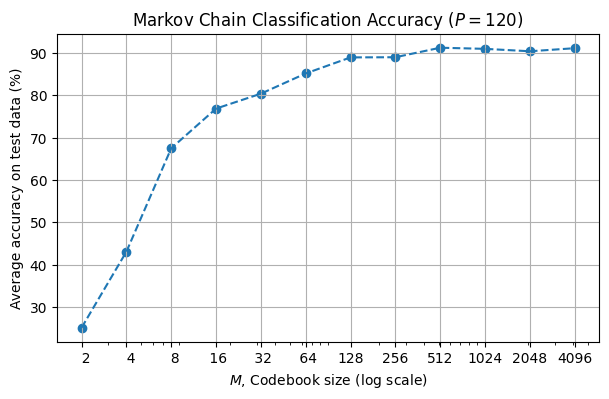 Markov Chain Classification Accuracy (P = 120)
Average accuracy on test data (%)
90
80
70
60
50
40
30
2 4 8 16 32 64 128 256 512 1024 2048 4096
M, Codebook size (log scale)